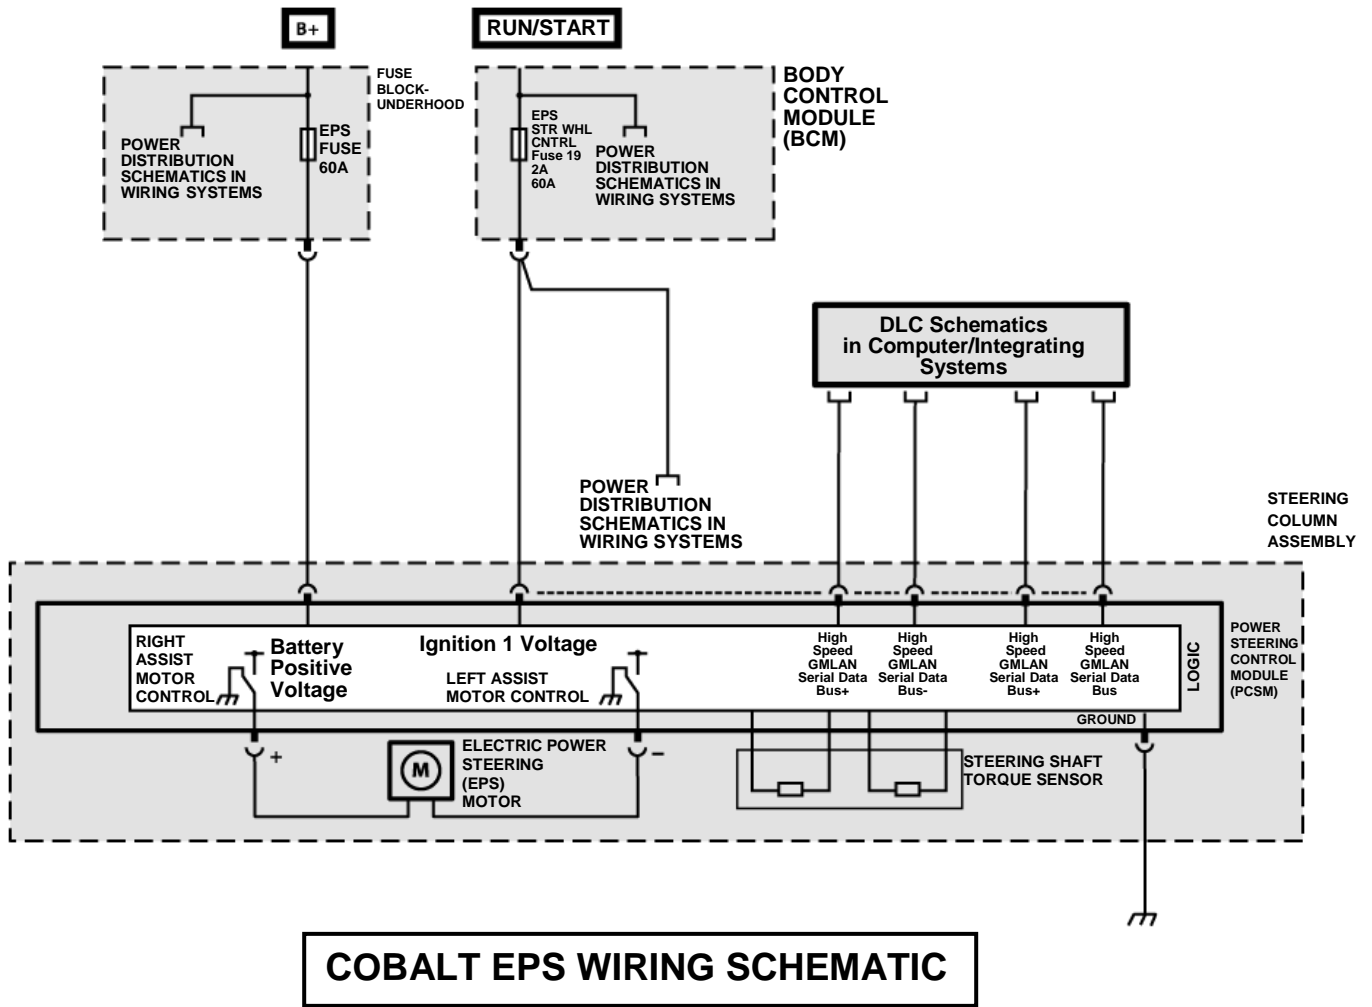 B+
RUN/START
FUSE
BLOCK-
UNDERHOOD
EPS
FUSE
60A
POWER
DISTRIBUTION
SCHEMATICS IN
WIRING SYSTEMS
EPS
STR WHL
CNTRL
Fuse 19
2A
60A
POWER
DISTRIBUTION
SCHEMATICS IN
WIRING SYSTEMS
BODY
CONTROL
MODULE
(BCM)
DLC Schematics
in Computer/Integrating
Systems
POWER
DISTRIBUTION
SCHEMATICS IN
WIRING SYSTEMS
STEERING
COLUMN
ASSEMBLY
RIGHT
ASSIST
MOTOR
CONTROL
Battery
Positive
Voltage
Ignition 1 Voltage
LEFT ASSIST
MOTOR CONTROL
High
Speed
GMLAN
Serial Data
Bus+
High
Speed
GMLAN
Serial Data
Bus-
High
Speed
GMLAN
Serial Data
Bus+
High
Speed
GMLAN
Serial Data
Bus
LOGIC
POWER
STEERING
CONTROL
MODULE
(PCSM)
GROUND
+
M
ELECTRIC POWER
STEERING
(EPS)
MOTOR
−
STEERING SHAFT
TORQUE SENSOR
COBALT EPS WIRING SCHEMATIC